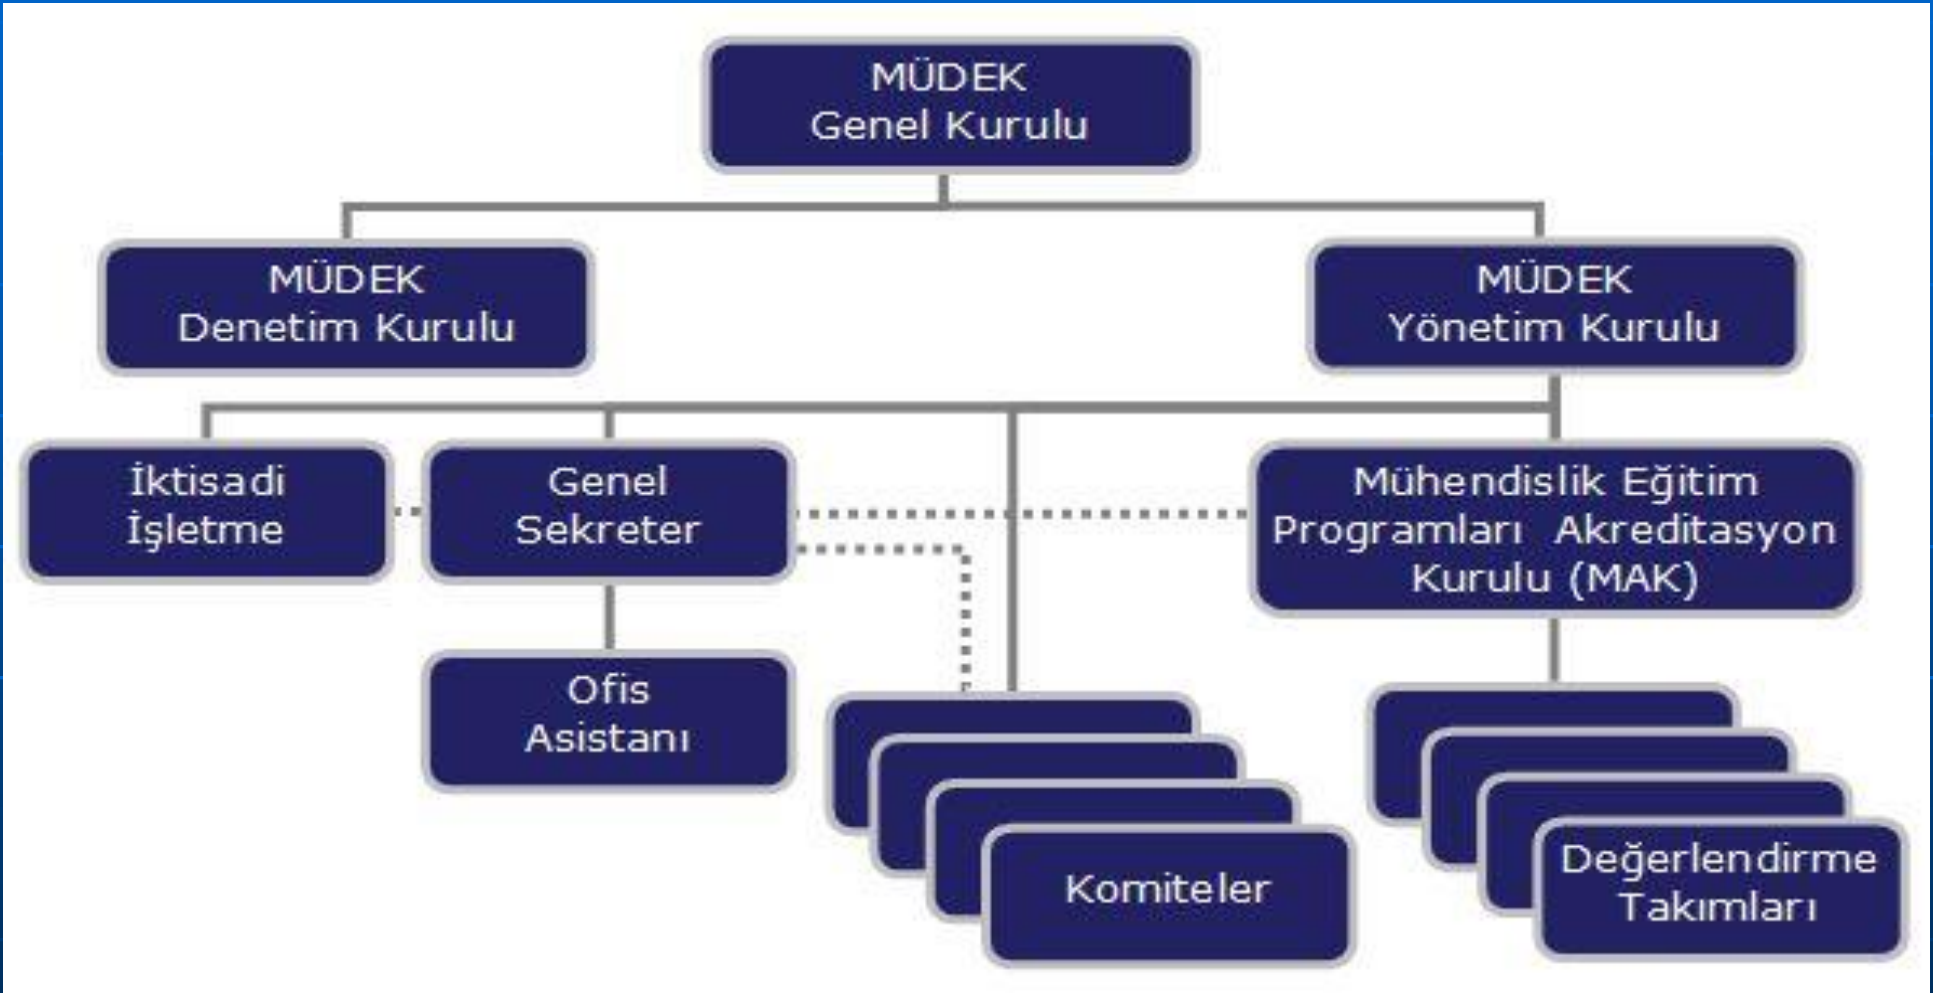 MÜDEK
Genel Kurulu
MÜDEK
Denetim Kurulu
MÜDEK
Yönetim Kurulu
İktisadi
İşletme
Genel
Sekreter
Mühendislik Eğitim
Programları Akreditasyon
Kurulu (MAK)
Ofis
Asistanı
Komiteler
Değerlendirme
Takımları